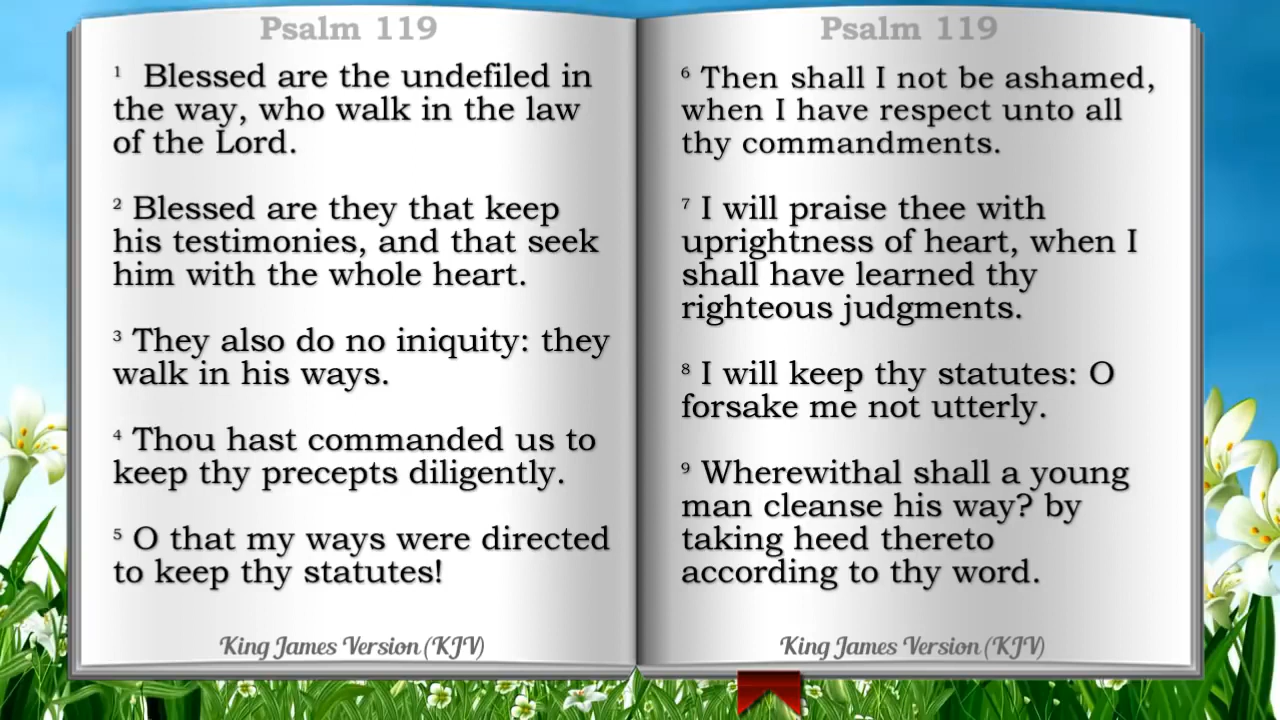 Psalm 119
¹ Blessed are the undefiled in
the way, who walk in the law
of the Lord.
² Blessed are they that keep
his testimonies, and that seek
him with the whole heart.
³ They also do no iniquity: they
walk in his ways.
⁴ Thou hast commanded us to
keep thy precepts diligently.
⁵ O that my ways were directed
to keep thy statutes!
King James Version (KJV)
Psalm 119
⁶ Then shall I not be ashamed,
when I have respect unto all
thy commandments.
⁷ I will praise thee with
uprightness of heart, when I
shall have learned thy
righteous judgments.
⁸ I will keep thy statutes: O
forsake me not utterly.
⁹ Wherewithal shall a young
man cleanse his way? by
taking heed thereto
according to thy word.
King James Version (KJV)